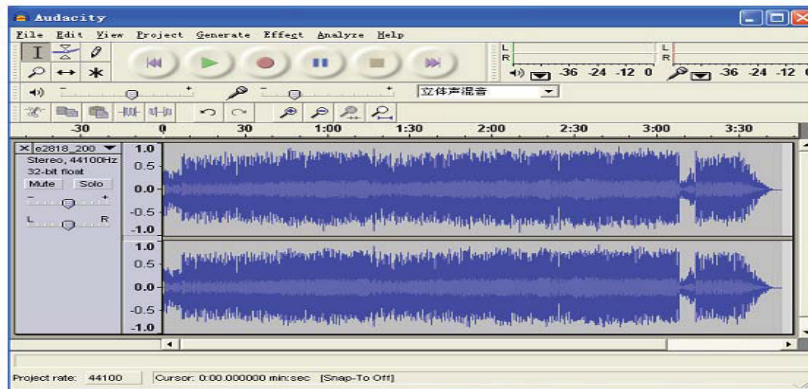 Audacity
File Edit View Project Generate Effect Analyze Help
L
R
-36 -24 -12 0
L
R
-36 -24 -12 0
- +
- +
立体声混音
-30 0 30 1:00 1:30 2:00 2:30 3:00 3:30
e2818_200
Stereo, 44100Hz
32-bit float
Mute Solo
- +
L R
1.0
0.5
0.0
-0.5
-1.0
1.0
0.5
0.0
-0.5
-1.0
Project rate: 44100 Cursor: 0:00.000000 min:sec [Snap-To Off]